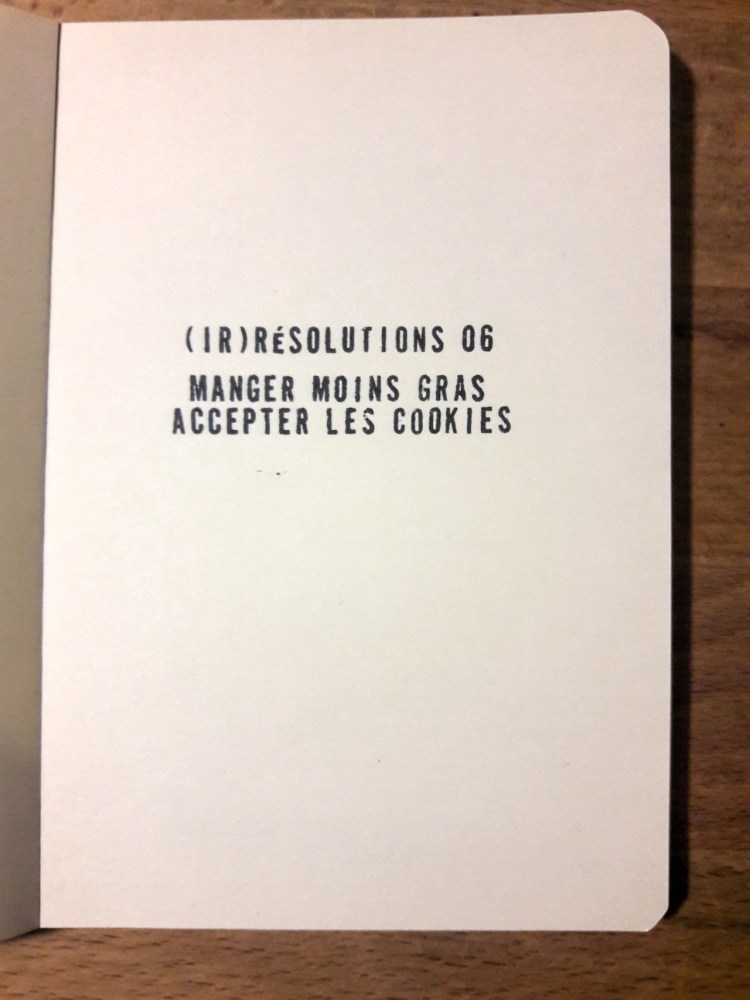 (IR)RÉSOLUTIONS 06
MANGER MOINS GRAS
ACCEPTER LES COOKIES